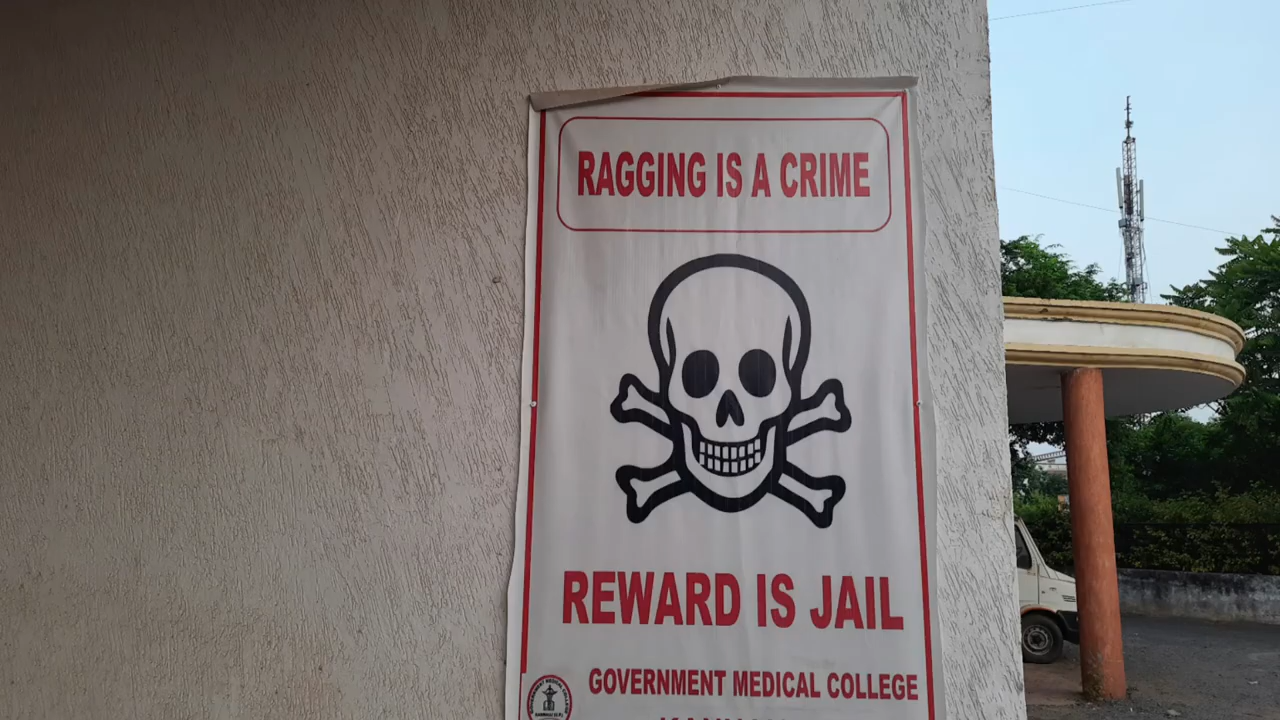 RAGGING IS A CRIME
REWARD IS JAIL
GOVERNMENT MEDICAL COLLEGE